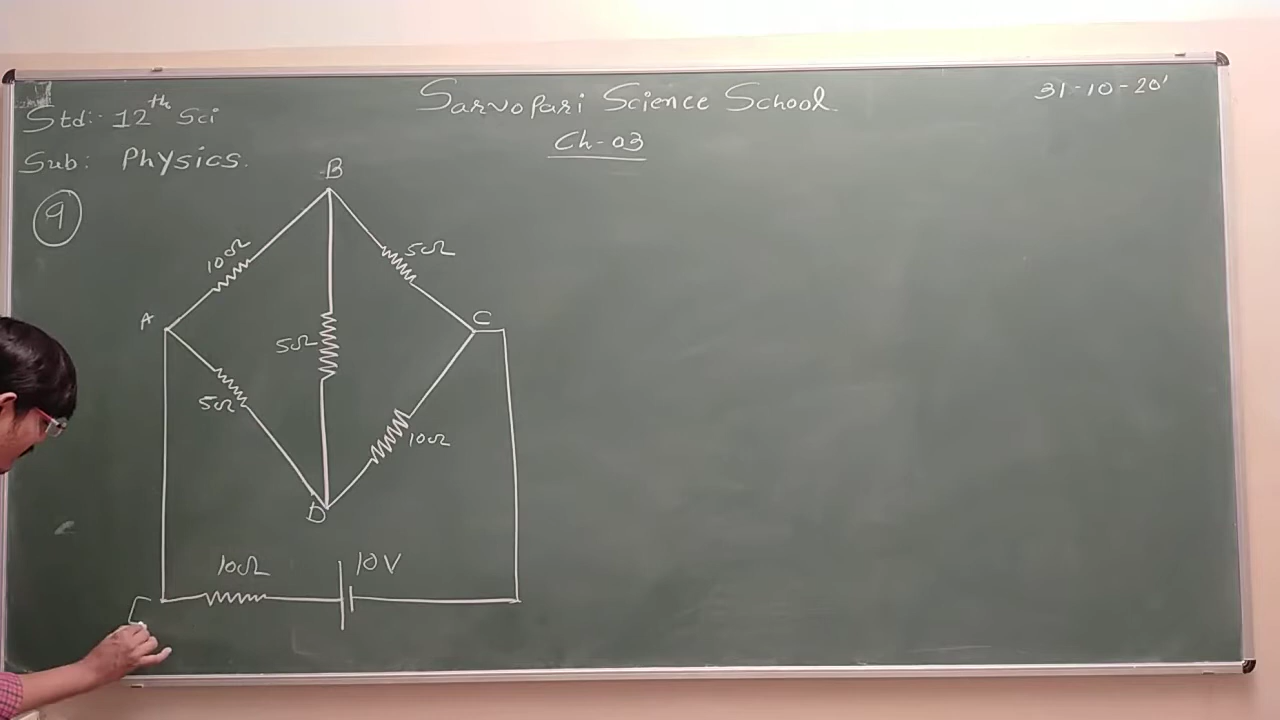 Sarvopari Science School
31-10-20'
Std:- 12th Sci
Ch-03
Sub: Physics.
9
B
10Ω
5Ω
A
C
5Ω
5Ω
10Ω
D
10Ω
10V